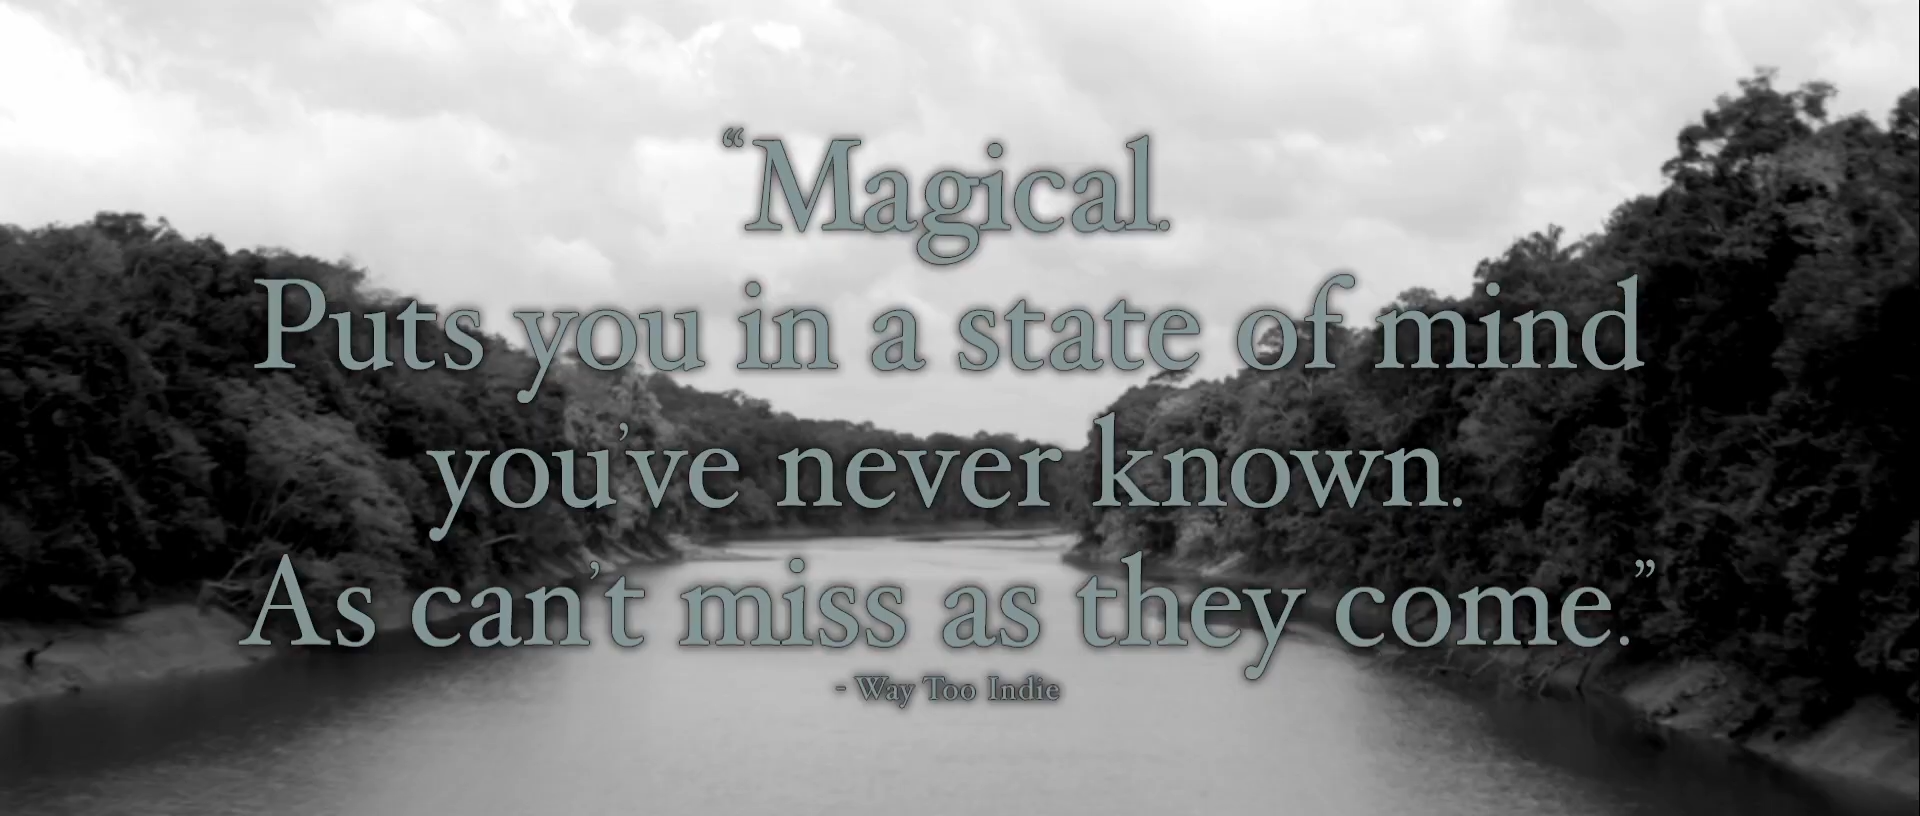 “Magical.
Puts you in a state of mind
you’ve never known.
As can’t miss as they come.”
- Way Too Indie